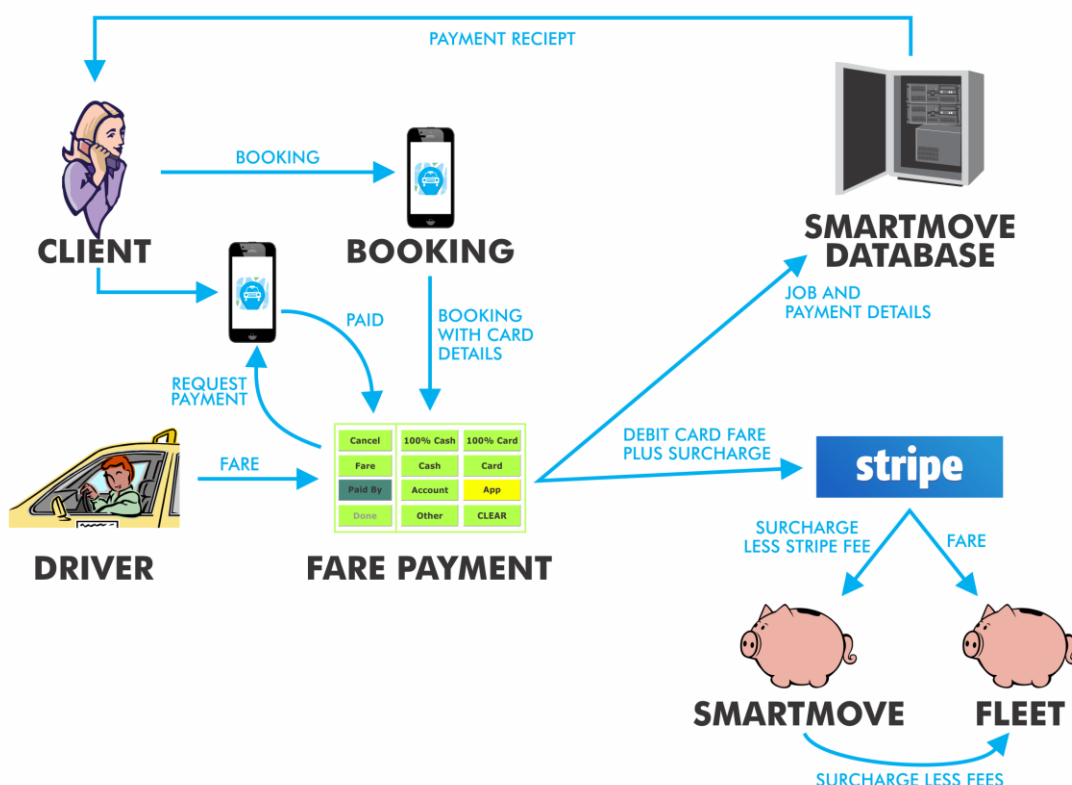 PAYMENT RECIEPT
BOOKING
CLIENT
BOOKING
SMARTMOVE
DATABASE
PAID
BOOKING
WITH CARD
DETAILS
JOB AND
PAYMENT DETAILS
REQUEST
PAYMENT
FARE
Cancel
100% Cash
100% Card
Fare
Cash
Card
Paid By
Account
App
Done
Other
CLEAR
DEBIT CARD FARE
PLUS SURCHARGE
stripe
DRIVER
FARE PAYMENT
SURCHARGE
LESS STRIPE FEE
FARE
SMARTMOVE
FLEET
SURCHARGE LESS FEES